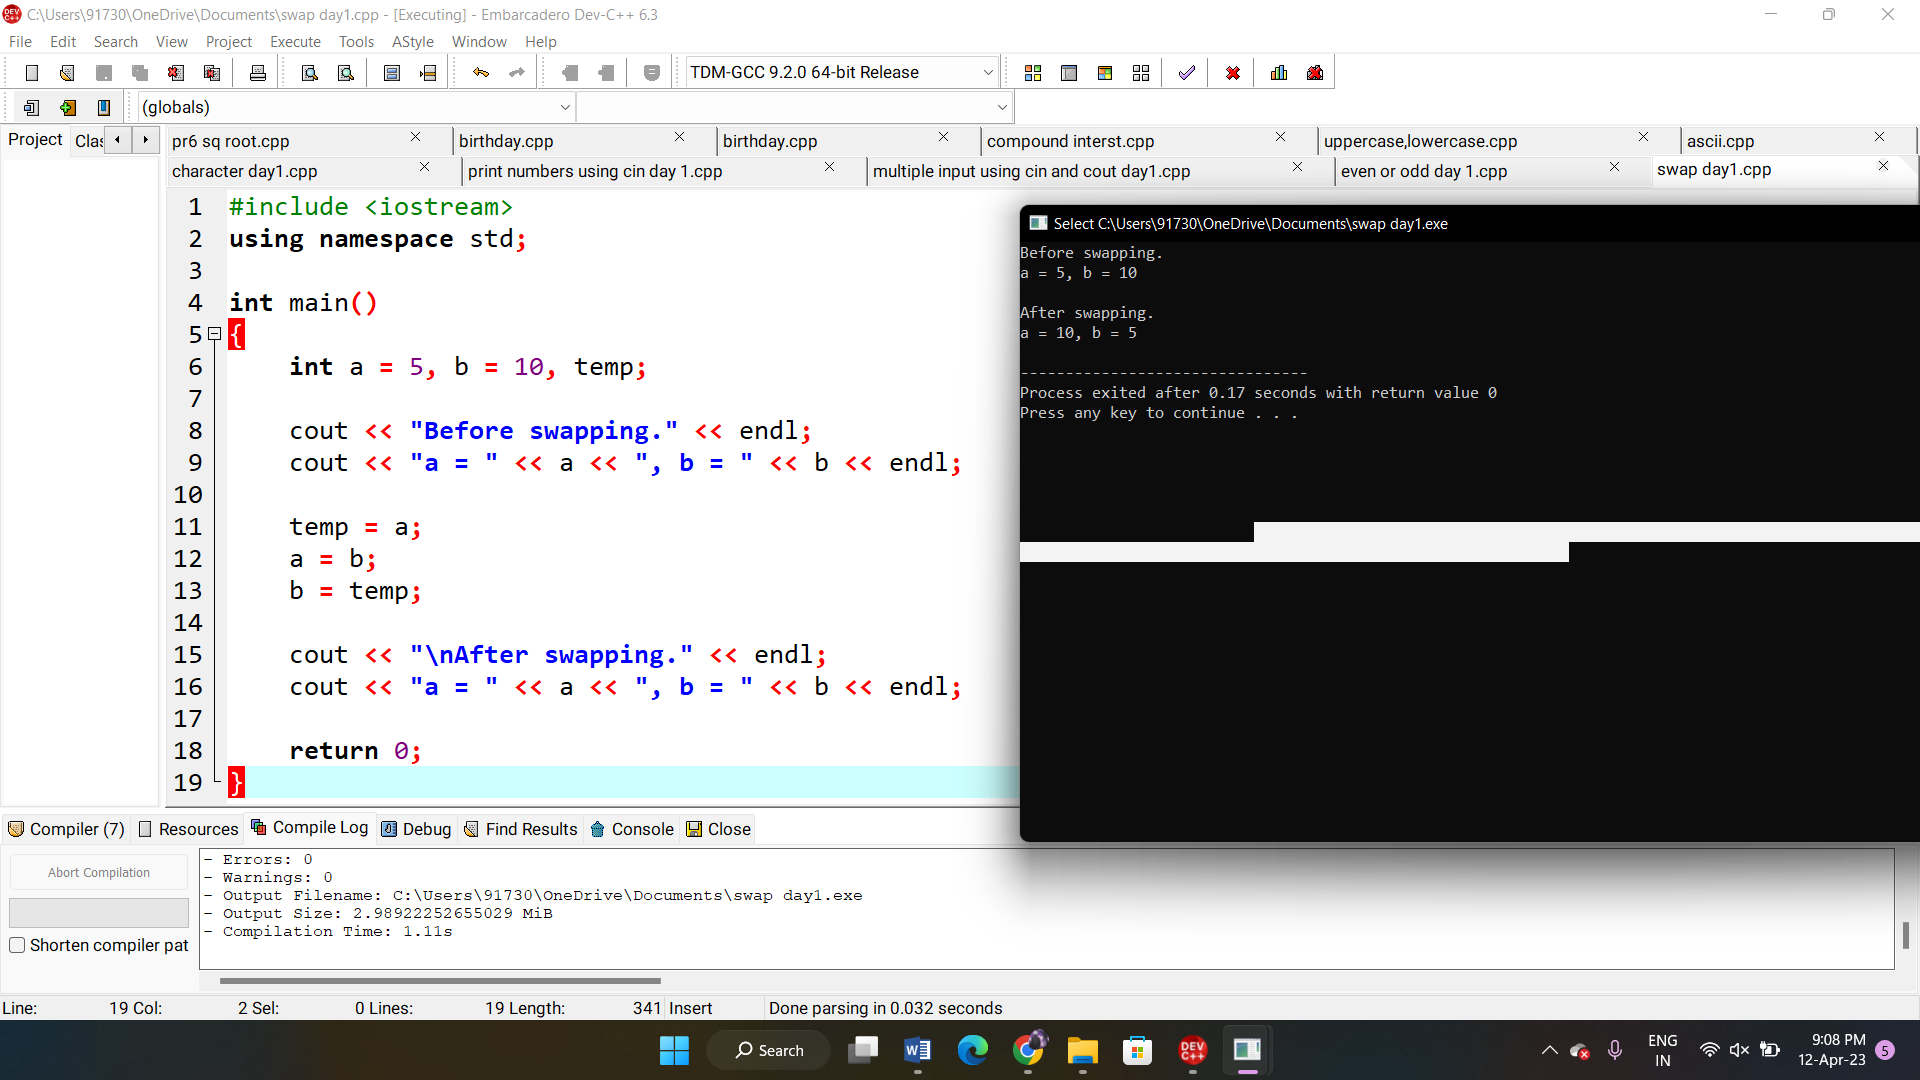 C:\Users\91730\OneDrive\Documents\swap day1.cpp - [Executing] - Embarcadero Dev-C++ 6.3
File Edit Search View Project Execute Tools AStyle Window Help
TDM-GCC 9.2.0 64-bit Release
(globals)
Project Clas
pr6 sq root.cpp birthday.cpp birthday.cpp compound interst.cpp uppercase,lowercase.cpp ascii.cpp
character day1.cpp print numbers using cin day 1.cpp multiple input using cin and cout day1.cpp even or odd day 1.cpp swap day1.cpp
1 #include <iostream>
2 using namespace std;
3
4 int main()
5 {
6 int a = 5, b = 10, temp;
7
8 cout << "Before swapping." << endl;
9 cout << "a = " << a << ", b = " << b << endl;
10
11 temp = a;
12 a = b;
13 b = temp;
14
15 cout << "\nAfter swapping." << endl;
16 cout << "a = " << a << ", b = " << b << endl;
17
18 return 0;
19 }
Select C:\Users\91730\OneDrive\Documents\swap day1.exe
Before swapping.
a = 5, b = 10
After swapping.
a = 10, b = 5
--------------------------------
Process exited after 0.17 seconds with return value 0
Press any key to continue . . .
Compiler (7) Resources Compile Log Debug Find Results Console Close
Abort Compilation
Shorten compiler pat
- Errors: 0
- Warnings: 0
- Output Filename: C:\Users\91730\OneDrive\Documents\swap day1.exe
- Output Size: 2.98922252655029 MiB
- Compilation Time: 1.11s
Line: 19 Col: 2 Sel: 0 Lines: 19 Length: 341 Insert Done parsing in 0.032 seconds
Search
DEV C++
ENG
IN
9:08 PM
12-Apr-23
5